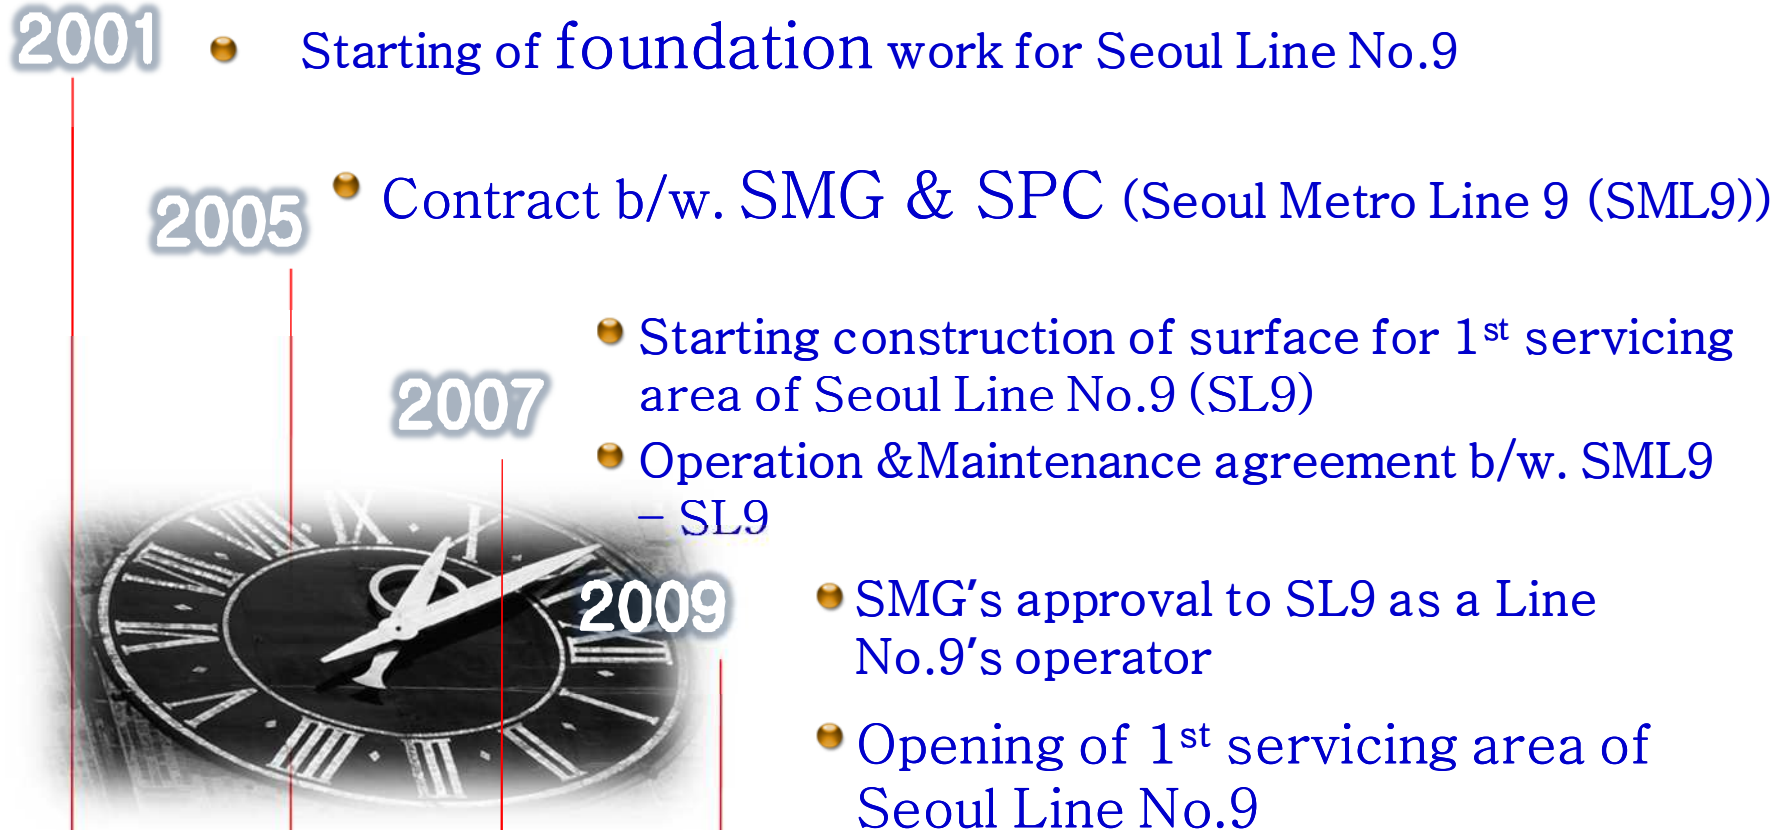 2001
Starting of foundation work for Seoul Line No.9
2005
Contract b/w. SMG & SPC (Seoul Metro Line 9 (SML9))
2007
Starting construction of surface for 1st servicing
area of Seoul Line No.9 (SL9)
Operation &Maintenance agreement b/w. SML9
– SL9
2009
SMG's approval to SL9 as a Line
No.9's operator
Opening of 1st servicing area of
Seoul Line No.9